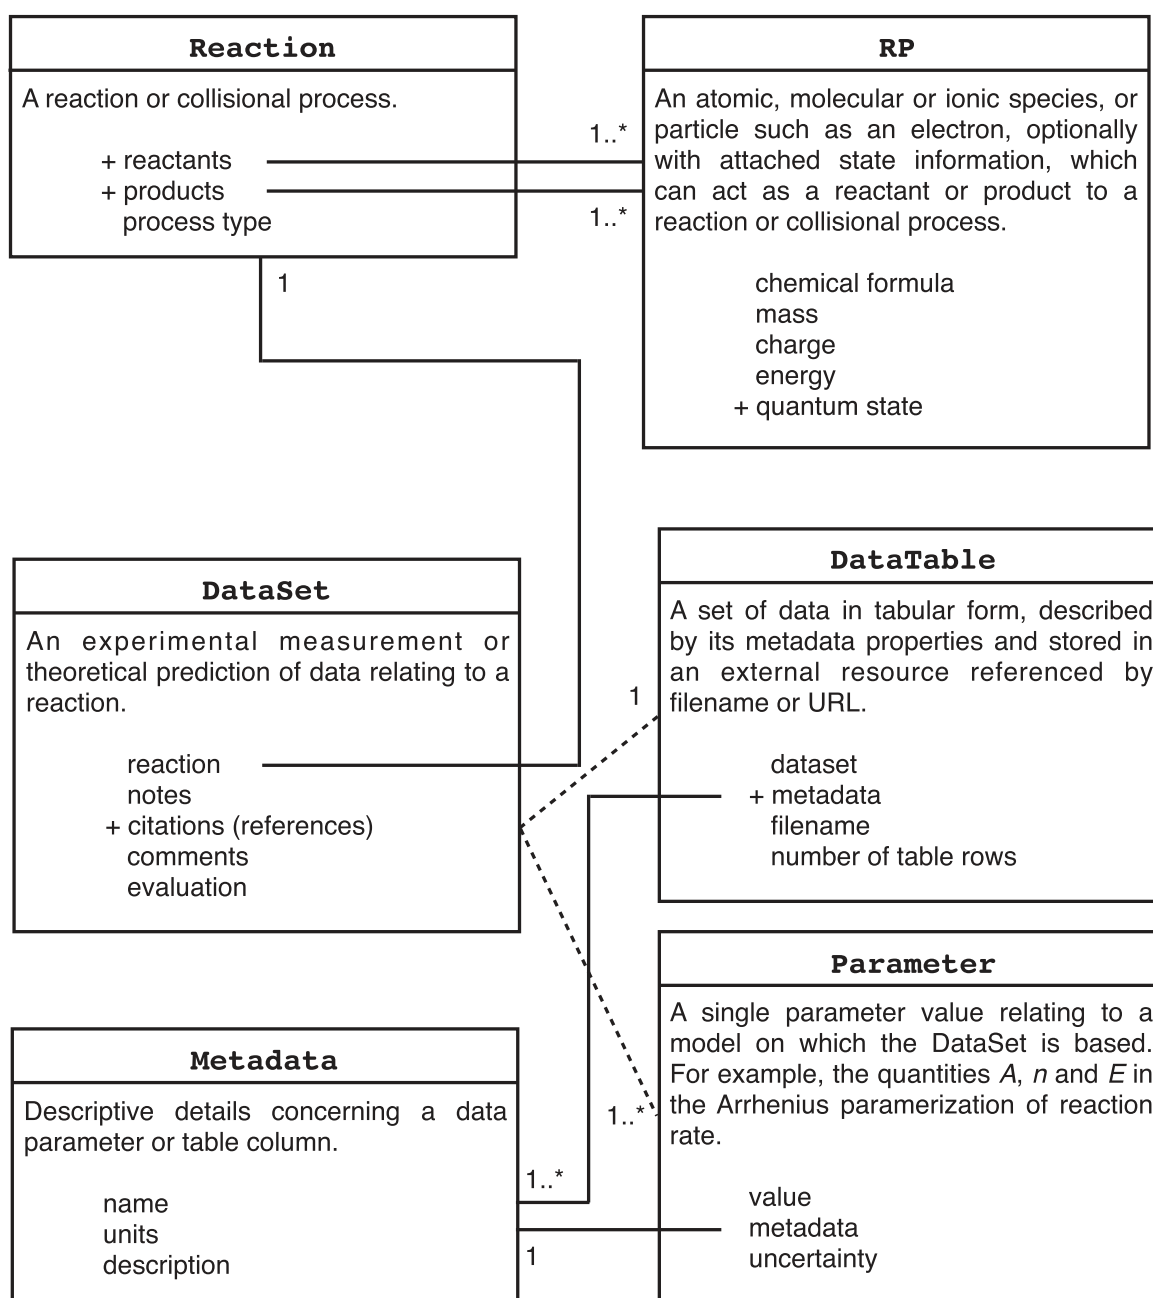 Reaction
A reaction or collisional process.
+ reactants
+ products
process type
1..*
1..*
1
RP
An atomic, molecular or ionic species, or
particle such as an electron, optionally
with attached state information, which
can act as a reactant or product to a
reaction or collisional process.
chemical formula
mass
charge
energy
+ quantum state
DataSet
An experimental measurement or
theoretical prediction of data relating to a
reaction.
reaction
notes
+ citations (references)
comments
evaluation
1
DataTable
A set of data in tabular form, described
by its metadata properties and stored in
an external resource referenced by
filename or URL.
dataset
+ metadata
filename
number of table rows
Metadata
Descriptive details concerning a data
parameter or table column.
name
units
description
1..*
1
1..*
Parameter
A single parameter value relating to a
model on which the DataSet is based.
For example, the quantities A, n and E in
the Arrhenius paramerization of reaction
rate.
value
metadata
uncertainty